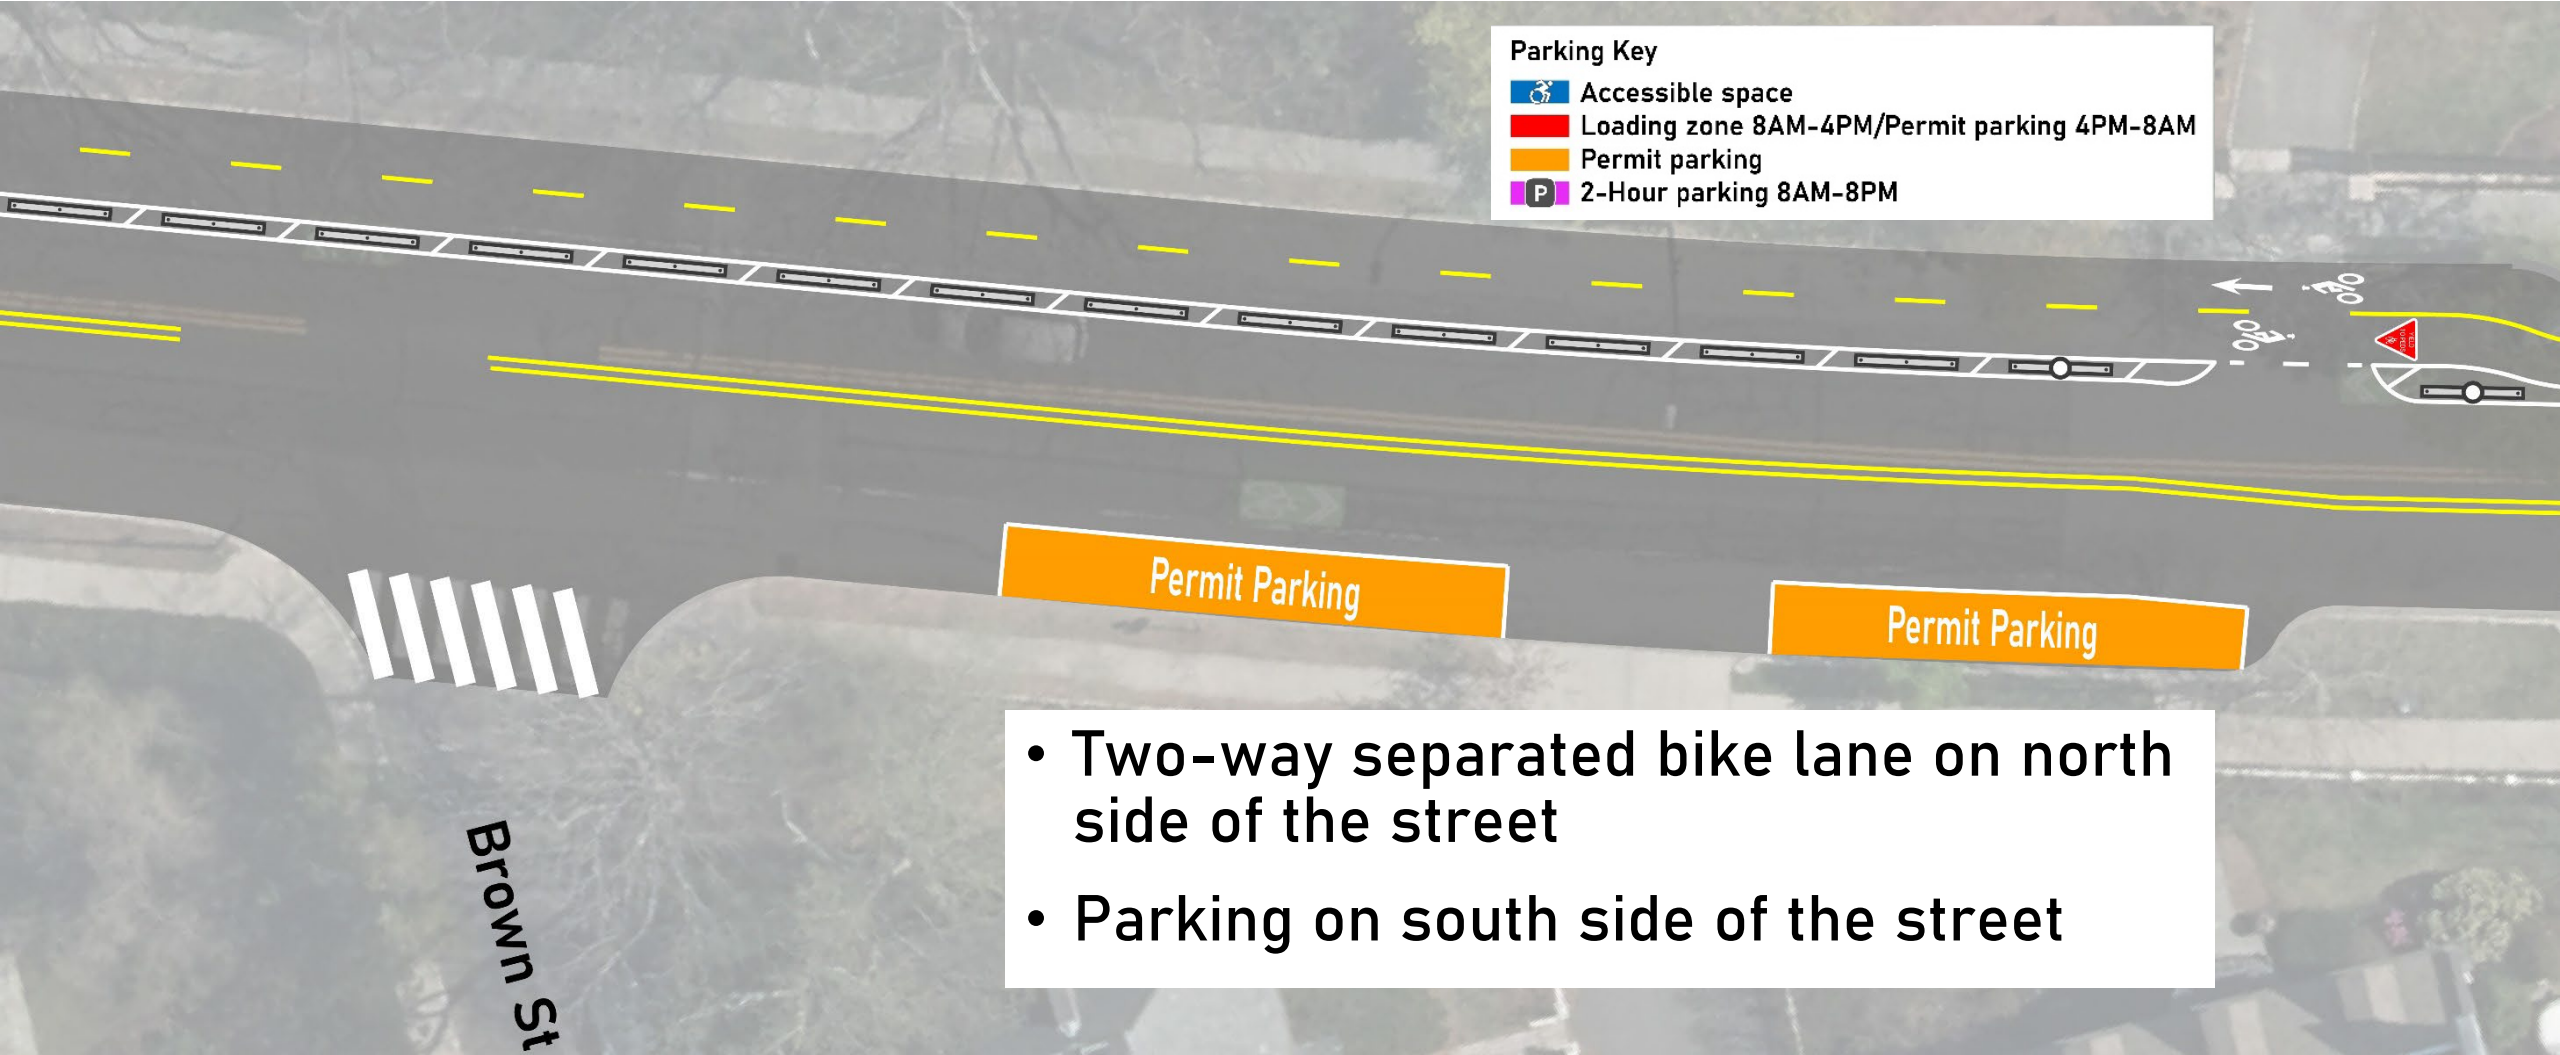 Parking Key
Accessible space
Loading zone 8AM-4PM/Permit parking 4PM-8AM
Permit parking
P 2-Hour parking 8AM-8PM
Permit Parking
Permit Parking
• Two-way separated bike lane on north
side of the street
• Parking on south side of the street
Brown St